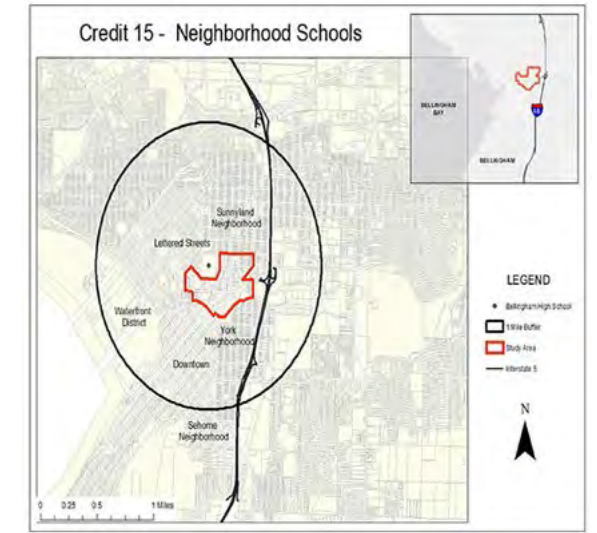 Credit 15 - Neighborhood Schools
BELLINGHAM
BAY
BELLINGHAM
Sunnyland
Neighborhood
Lettered Streets
Waterfront
District
York
Neighborhood
Downtown
Sehome
Neighborhood
LEGEND
Bellingham High School
1 Mile Buffer
Study Area
Interstate 5
N
0 0.25 0.5 1 Miles